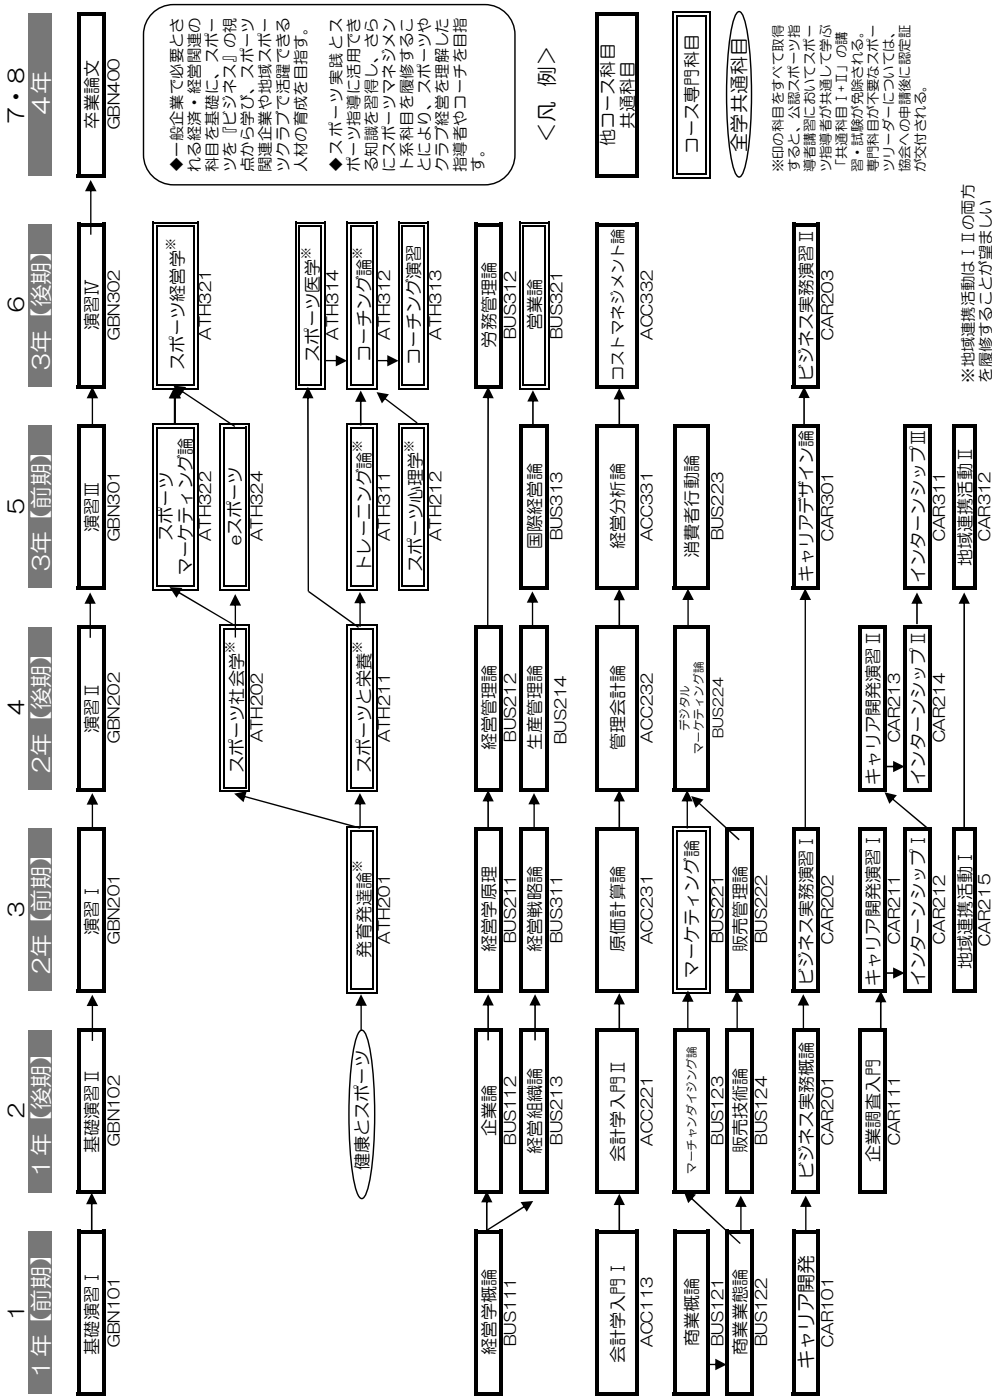 1
1年【前期】
2
1年【後期】
3
2年【前期】
4
2年【後期】
5
3年【前期】
6
3年【後期】
7・8
4年
基礎演習Ⅰ
GBN101
基礎演習Ⅱ
GBN102
演習Ⅰ
GBN201
演習Ⅱ
GBN202
演習Ⅲ
GBN301
演習Ⅳ
GBN302
卒業論文
GBN400
スポーツ
マーケティング論
ATH322
スポーツ経営学※
ATH321
スポーツ社会学※
ATH202
eスポーツ
ATH324
スポーツ医学※
ATH314
健康とスポーツ
発育発達論※
ATH201
スポーツと栄養※
ATH211
トレーニング論※
ATH311
コーチング論※
ATH312
スポーツ心理学※
ATH212
コーチング演習
ATH313
経営学概論
BUS111
企業論
BUS112
経営学原理
BUS211
経営管理論
BUS212
労務管理論
BUS312
経営組織論
BUS213
経営戦略論
BUS311
生産管理論
BUS214
国際経営論
BUS313
営業論
BUS321
会計学入門Ⅰ
ACC113
会計学入門Ⅱ
ACC221
原価計算論
ACC231
管理会計論
ACC232
経営分析論
ACC331
コストマネジメント論
ACC332
商業概論
BUS121
マーチャンダイジング論
BUS123
マーケティング論
BUS221
デジタル
マーケティング論
BUS224
消費者行動論
BUS223
商業業態論
BUS122
販売技術論
BUS124
販売管理論
BUS222
キャリア開発
CAR101
ビジネス実務概論
CAR201
ビジネス実務演習Ⅰ
CAR202
キャリアデザイン論
CAR301
ビジネス実務演習Ⅱ
CAR203
企業調査入門
CAR111
キャリア開発演習Ⅰ
CAR211
キャリア開発演習Ⅱ
CAR213
インターンシップⅠ
CAR212
インターンシップⅡ
CAR214
インターンシップⅢ
CAR311
地域連携活動Ⅰ
CAR215
地域連携活動Ⅱ
CAR312
◆一般企業で必要とさ
れる経済・経営関連の
科目を基礎に、スポー
ツを『ビジネス』の視
点から学び、スポーツ
関連企業や地域スポー
ツクラブで活躍できる
人材の育成を目指す。
◆スポーツ実践とス
ポーツ指導に活用でき
る知識を習得し、さら
にスポーツマネジメン
ト系科目を履修するこ
とにより、スポーツや
クラブ経営を理解した
指導者やコーチを目指
す。
＜凡 例＞
他コース科目
共通科目
コース専門科目
全学共通科目
※印の科目をすべて取得
すると、公認スポーツ指
導者講習においてスポー
ツ指導者が共通して学ぶ
「共通科目Ⅰ+Ⅱ」の講
習・試験が免除される。
専門科目が不要なスポー
ツリーダーについては、
協会への申請後に認定証
が交付される。
※地域連携活動はⅠⅡの両方
を履修することが望ましい